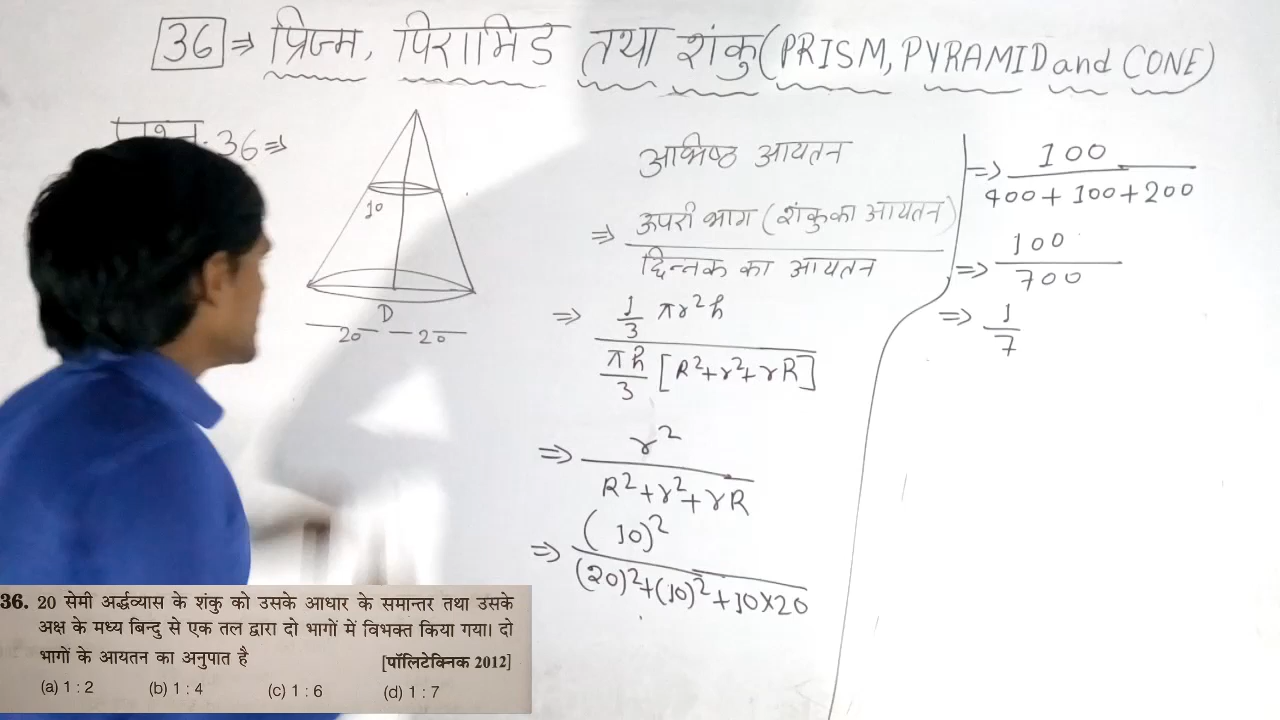 36 ⇒ प्रिज्म, पिरामिड तथा शंकु(PRISM, PYRAMID and CONE)
36⇒
10
D
20 20
आभिष्ठ आयतन
⇒ ऊपरी भाग (शंकु का आयतन)
द्दिन्नक का आयतन
⇒ 1/3 πr²h
πh/3 [R²+r²+rR]
⇒ r²
R²+r²+rR
⇒ (10)²
(20)²+(10)²+10×20
⇒ 100
400+100+200
⇒ 100
700
⇒ 1
7
36. 20 सेमी अर्द्धव्यास के शंकु को उसके आधार के समान्तर तथा उसके
अक्ष के मध्य बिन्दु से एक तल द्वारा दो भागों में विभक्त किया गया। दो
भागों के आयतन का अनुपात है [पॉलिटेक्निक 2012]
(a) 1 : 2 (b) 1 : 4 (c) 1 : 6 (d) 1 : 7